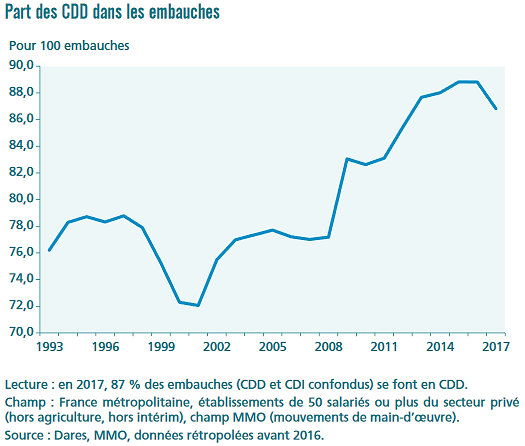 Part des CDD dans les embauches
Pour 100 embauches
90,0
88,0
86,0
84,0
82,0
80,0
78,0
76,0
74,0
72,0
70,0
1993 1996 1999 2002 2005 2008 2011 2014 2017
Lecture : en 2017, 87 % des embauches (CDD et CDI confondus) se font en CDD.
Champ : France métropolitaine, établissements de 50 salariés ou plus du secteur privé
(hors agriculture, hors intérim), champ MMO (mouvements de main-d’œuvre).
Source : Dares, MMO, données rétropolées avant 2016.